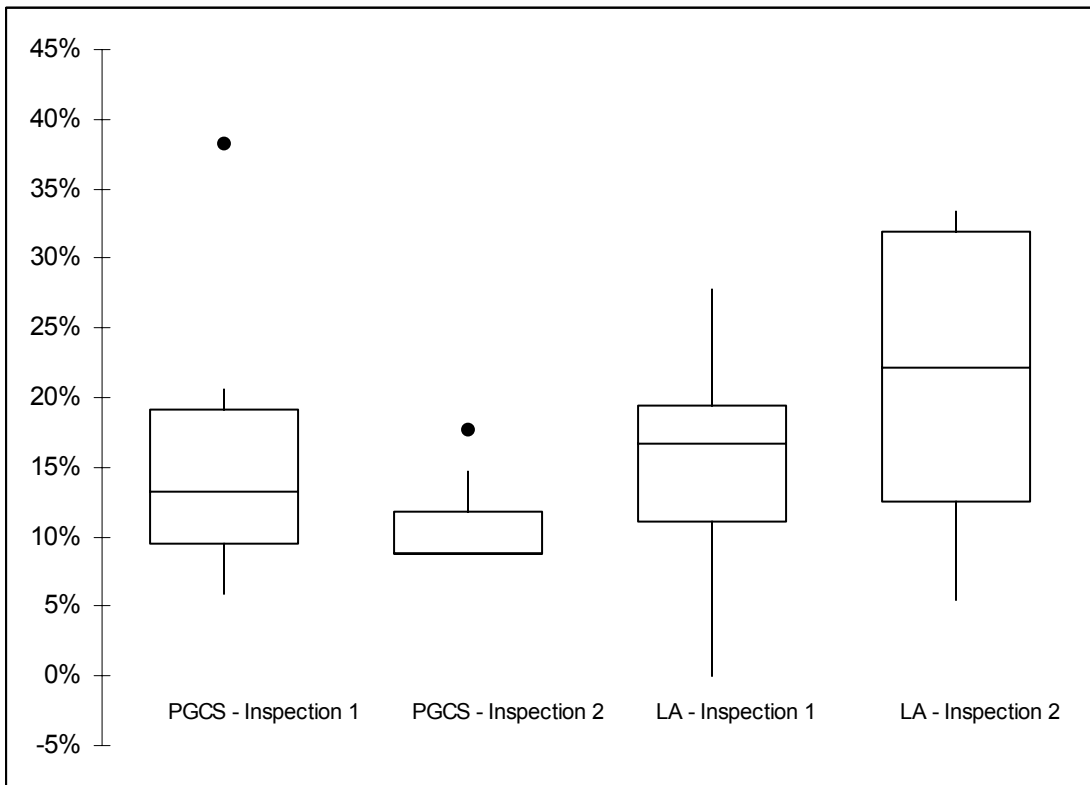 45%
40%
35%
30%
25%
20%
15%
10%
5%
0%
-5%
PGCS - Inspection 1
PGCS - Inspection 2
LA - Inspection 1
LA - Inspection 2